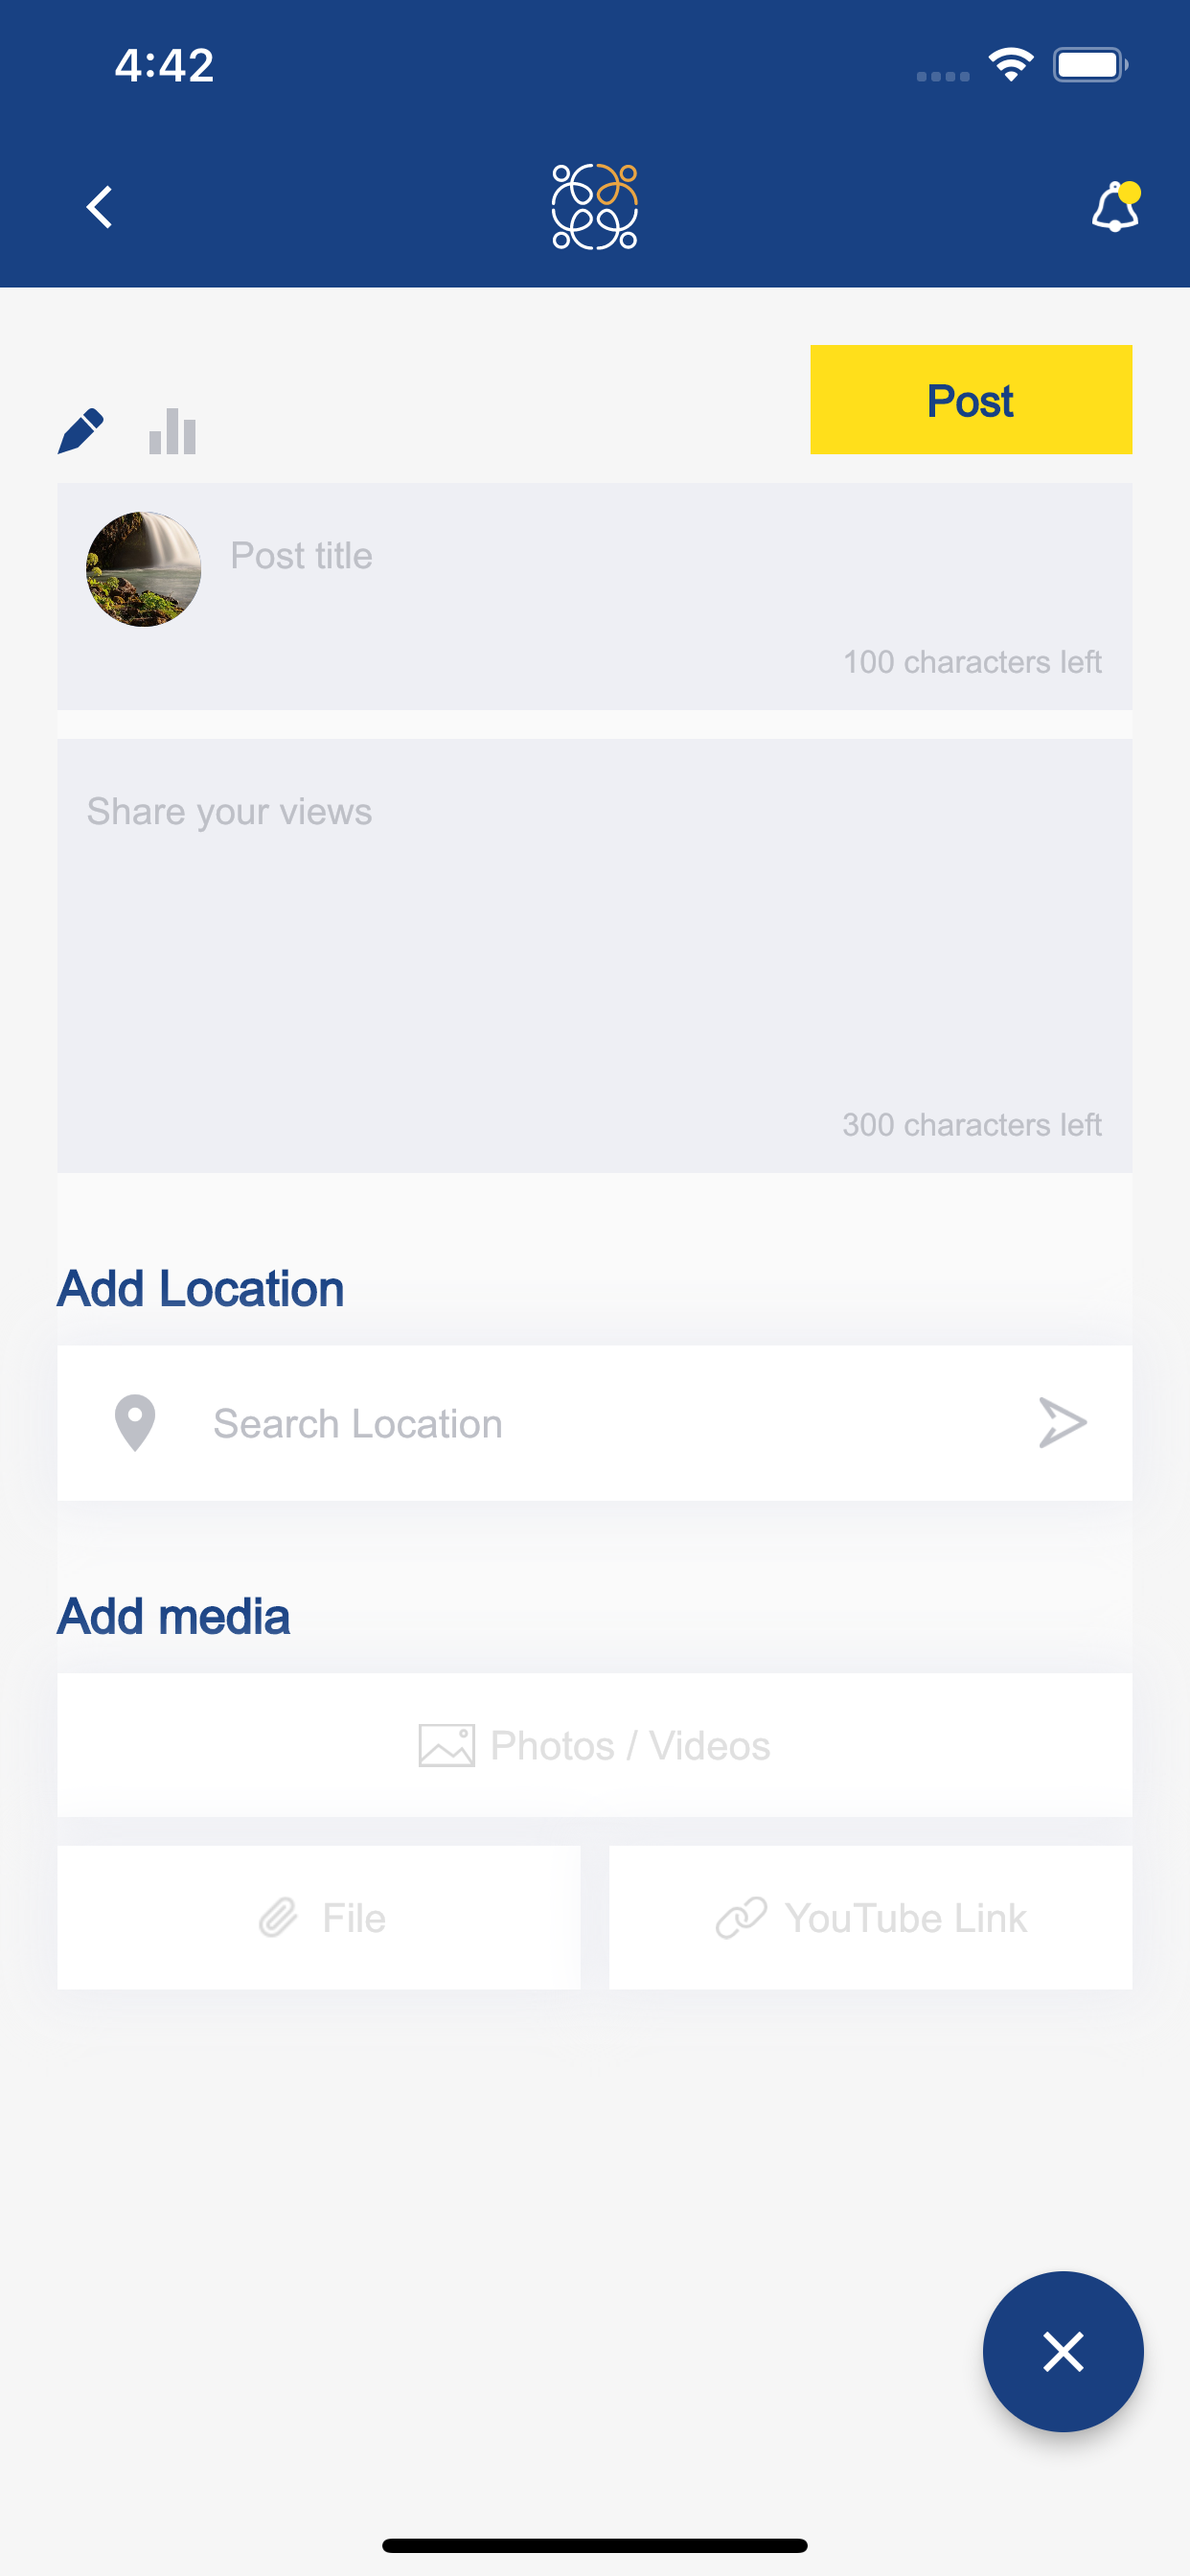 4:42
Post
Post title
100 characters left
Share your views
300 characters left
Add Location
Search Location
Add media
Photos / Videos
File
YouTube Link